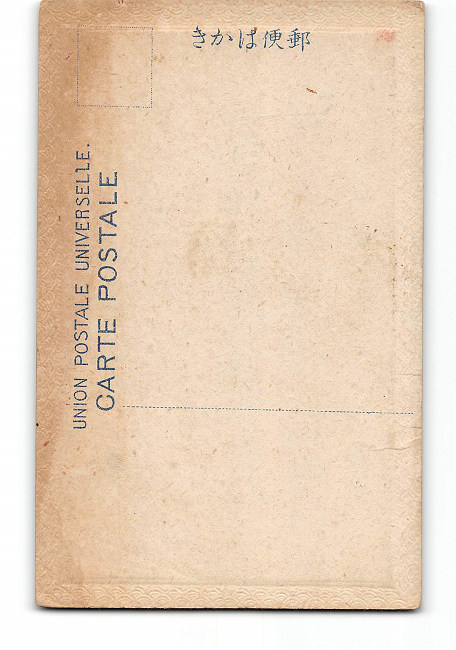 郵便はかき
UNION POSTALE UNIVERSELLE.
CARTE POSTALE